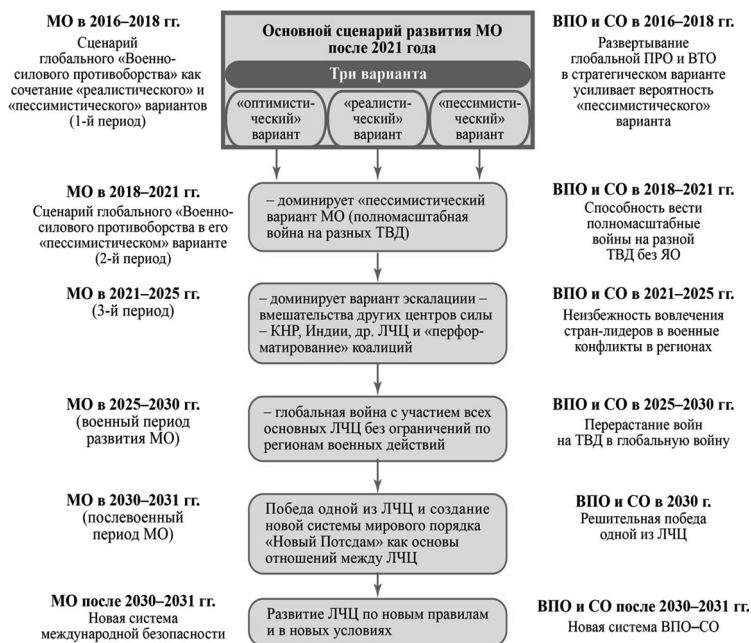 МО в 2016–2018 гг.
Сценарий
глобального «Военно-
силового противоборства» как
сочетание «реалистического» и
«пессимистического» вариантов
(1-й период)
Основной сценарий развития МО
после 2021 года
Три варианта
«оптимисти-
ческий»
вариант
«реалисти-
ческий»
вариант
«пессимисти-
ческий»
вариант
ВПО и СО в 2016–2018
Развертывание
глобальной ПРО и ВТО
в стратегическом варианте
усиливает вероятность
«пессимистического»
варианта
МО в 2018–2021 гг.
Сценарий глобального «Военно-
силового противоборства в его
«пессимистическом» варианте
(2-й период)
– доминирует «пессимистический
вариант МО (полномасштабная
война на разных ТВД)
ВПО и СО в 2018–2021
Способность вести
полномасштабные
войны на разной
ТВД без ЯО
МО в 2021–2025 гг.
(3-й период)
– доминирует вариант эскалациии –
вмешательства других центров силы
– КНР, Индии, др. ЛЧЦ и «перфор-
матирование» коалиций
ВПО и СО в 2021–2025
Неизбежность вовлечения
стран-лидеров в военные
конфликты в регионах
МО в 2025–2030 гг.
(военный период
развития МО)
– глобальная война с участием всех
основных ЛЧЦ без ограничений по
регионам военных действий
ВПО и СО в 2025–2030
Перерастание войн
на ТВД в глобальную войну
МО в 2030–2031 гг.
(послевоенный
период МО)
Победа одной из ЛЧЦ и создание
новой системы мирового порядка
«Новый Потсдам» как основы
отношений между ЛЧЦ
ВПО и СО в 2030 г.
Решительная победа
одной из ЛЧЦ
МО после 2030–2031 гг.
Новая система
международной безопасности
Развитие ЛЧЦ по новым правилам
и в новых условиях
ВПО и СО после 2030–2031 гг.
Новая система ВПО–СО